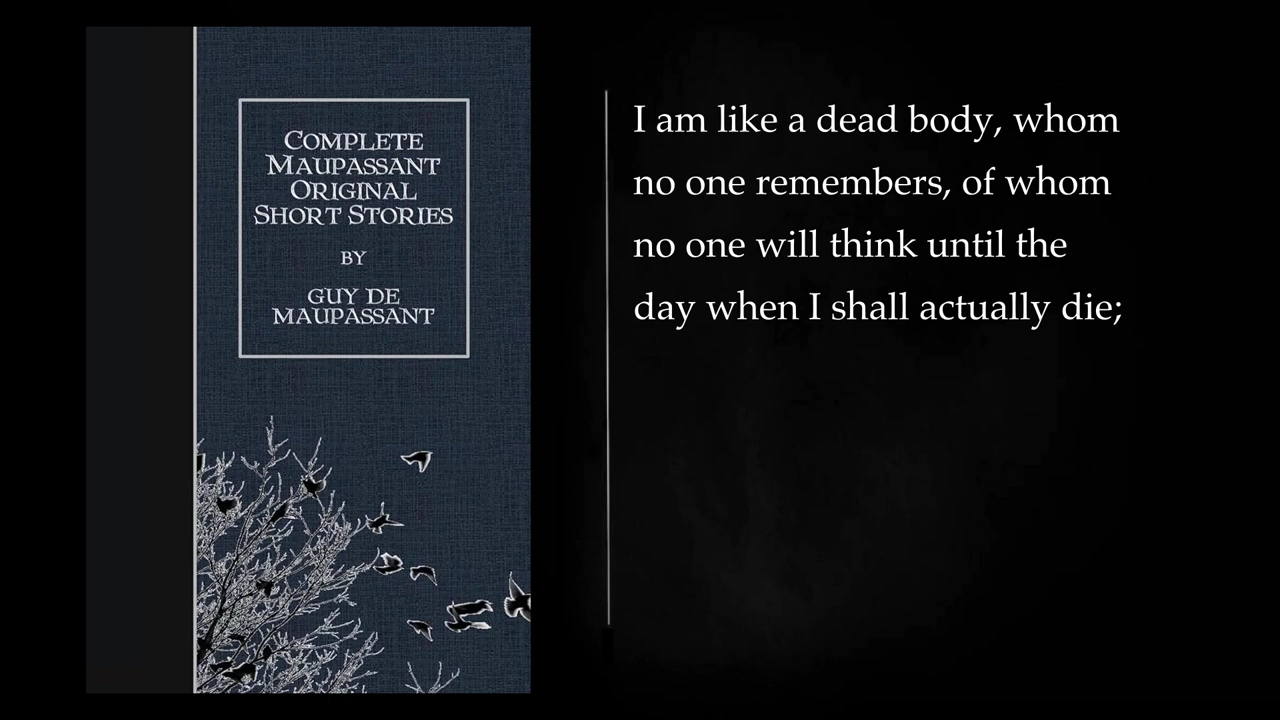 COMPLETE
MAUPASSANT
ORIGINAL
SHORT STORIES
BY
GUY DE
MAUPASSANT
I am like a dead body, whom
no one remembers, of whom
no one will think until the
day when I shall actually die;